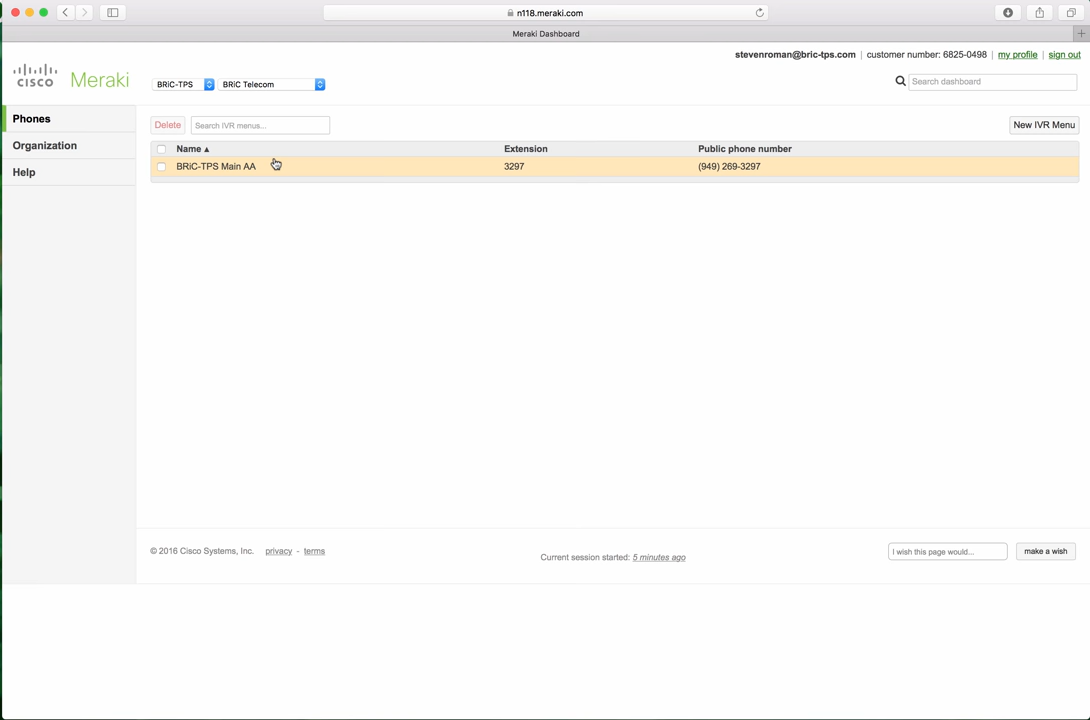 n118.meraki.com
Meraki Dashboard
stevenroman@bric-tps.com | customer number: 6825-0498 | my profile | sign out
CISCO Meraki BRiC-TPS BRiC Telecom Search dashboard
Phones
Organization
Help
Delete Search IVR menus... New IVR Menu
Name ▲ Extension Public phone number
BRiC-TPS Main AA 3297 (949) 269-3297
© 2016 Cisco Systems, Inc. privacy - terms
Current session started: 5 minutes ago
I wish this page would... make a wish